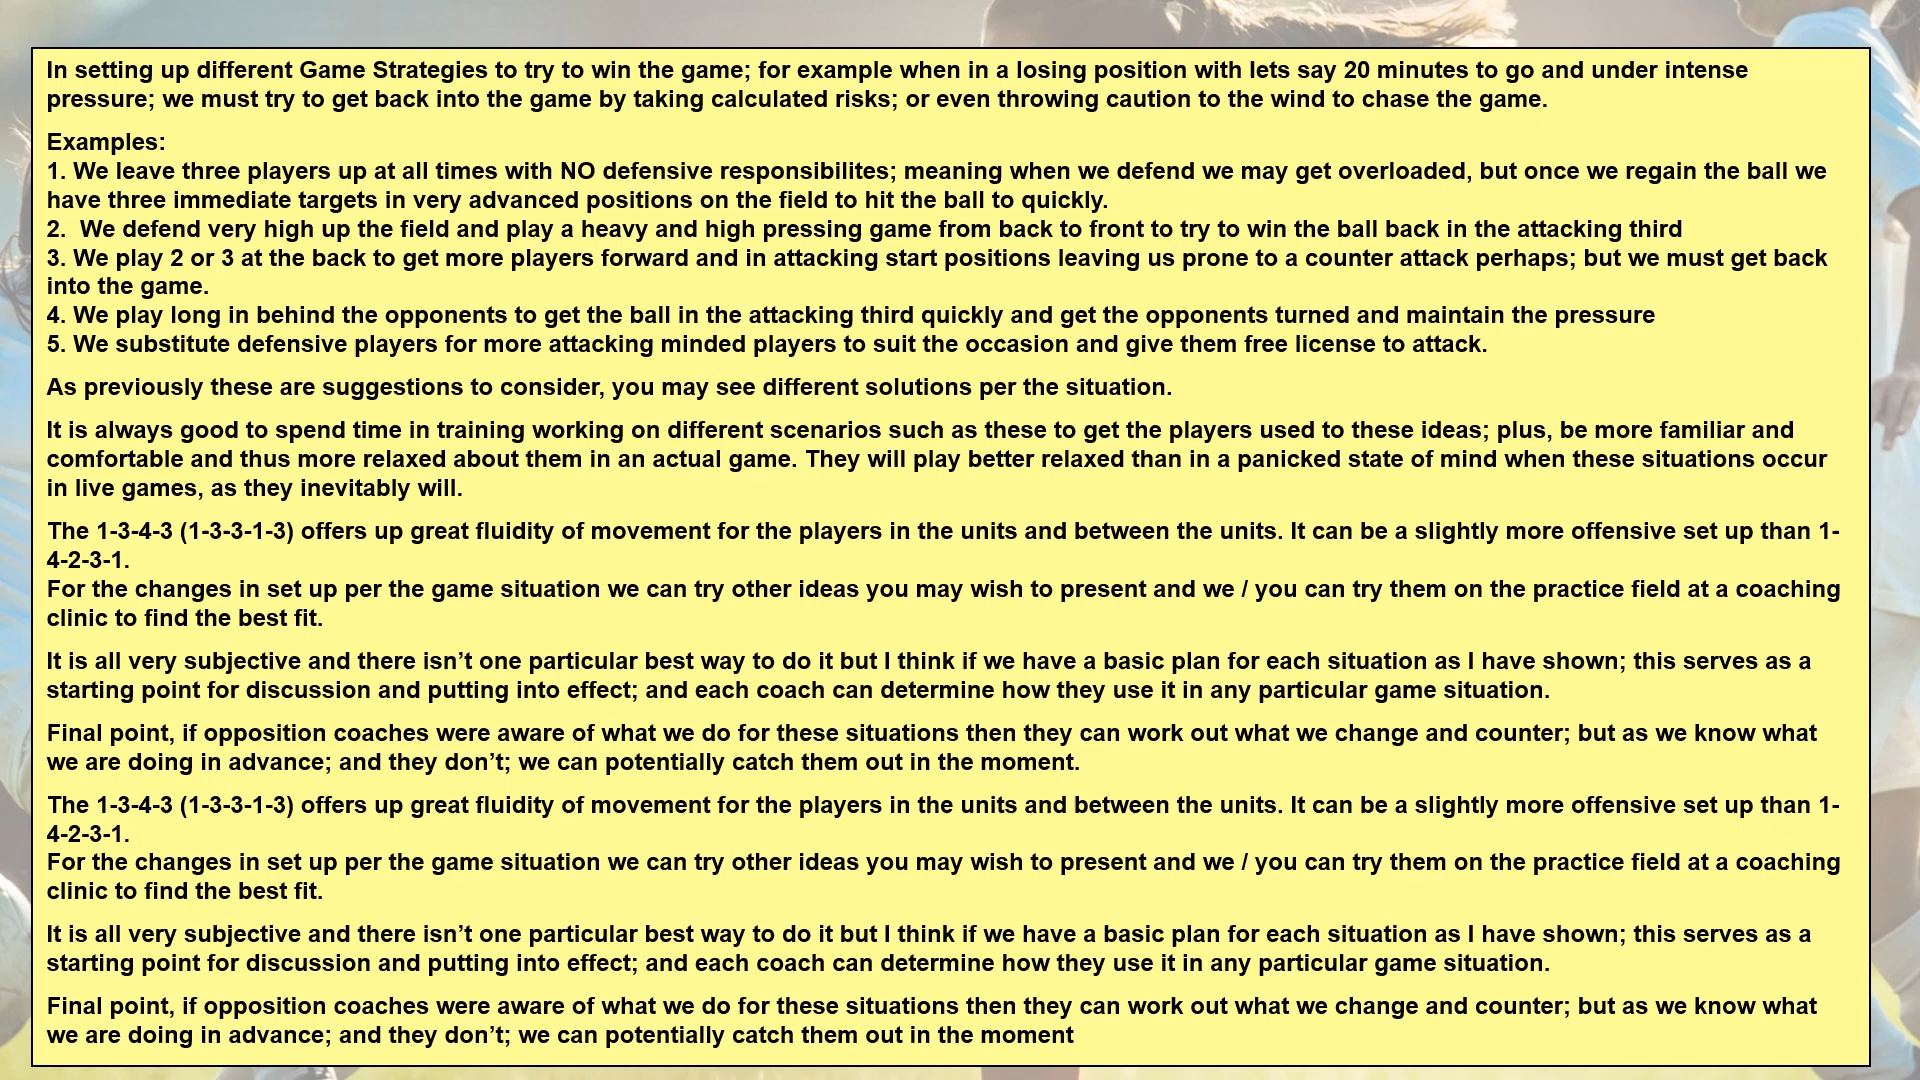 In setting up different Game Strategies to try to win the game; for example when in a losing position with lets say 20 minutes to go and under intense
pressure; we must try to get back into the game by taking calculated risks; or even throwing caution to the wind to chase the game.
Examples:
1. We leave three players up at all times with NO defensive responsibilites; meaning when we defend we may get overloaded, but once we regain the ball we
have three immediate targets in very advanced positions on the field to hit the ball to quickly.
2.  We defend very high up the field and play a heavy and high pressing game from back to front to try to win the ball back in the attacking third
3. We play 2 or 3 at the back to get more players forward and in attacking start positions leaving us prone to a counter attack perhaps; but we must get back
into the game.
4. We play long in behind the opponents to get the ball in the attacking third quickly and get the opponents turned and maintain the pressure
5. We substitute defensive players for more attacking minded players to suit the occasion and give them free license to attack.
As previously these are suggestions to consider, you may see different solutions per the situation.
It is always good to spend time in training working on different scenarios such as these to get the players used to these ideas; plus, be more familiar and
comfortable and thus more relaxed about them in an actual game. They will play better relaxed than in a panicked state of mind when these situations occur
in live games, as they inevitably will.
The 1-3-4-3 (1-3-3-1-3) offers up great fluidity of movement for the players in the units and between the units. It can be a slightly more offensive set up than 1-
4-2-3-1.
For the changes in set up per the game situation we can try other ideas you may wish to present and we / you can try them on the practice field at a coaching
clinic to find the best fit.
It is all very subjective and there isn’t one particular best way to do it but I think if we have a basic plan for each situation as I have shown; this serves as a
starting point for discussion and putting into effect; and each coach can determine how they use it in any particular game situation.
Final point, if opposition coaches were aware of what we do for these situations then they can work out what we change and counter; but as we know what
we are doing in advance; and they don’t; we can potentially catch them out in the moment.
The 1-3-4-3 (1-3-3-1-3) offers up great fluidity of movement for the players in the units and between the units. It can be a slightly more offensive set up than 1-
4-2-3-1.
For the changes in set up per the game situation we can try other ideas you may wish to present and we / you can try them on the practice field at a coaching
clinic to find the best fit.
It is all very subjective and there isn’t one particular best way to do it but I think if we have a basic plan for each situation as I have shown; this serves as a
starting point for discussion and putting into effect; and each coach can determine how they use it in any particular game situation.
Final point, if opposition coaches were aware of what we do for these situations then they can work out what we change and counter; but as we know what
we are doing in advance; and they don’t; we can potentially catch them out in the moment